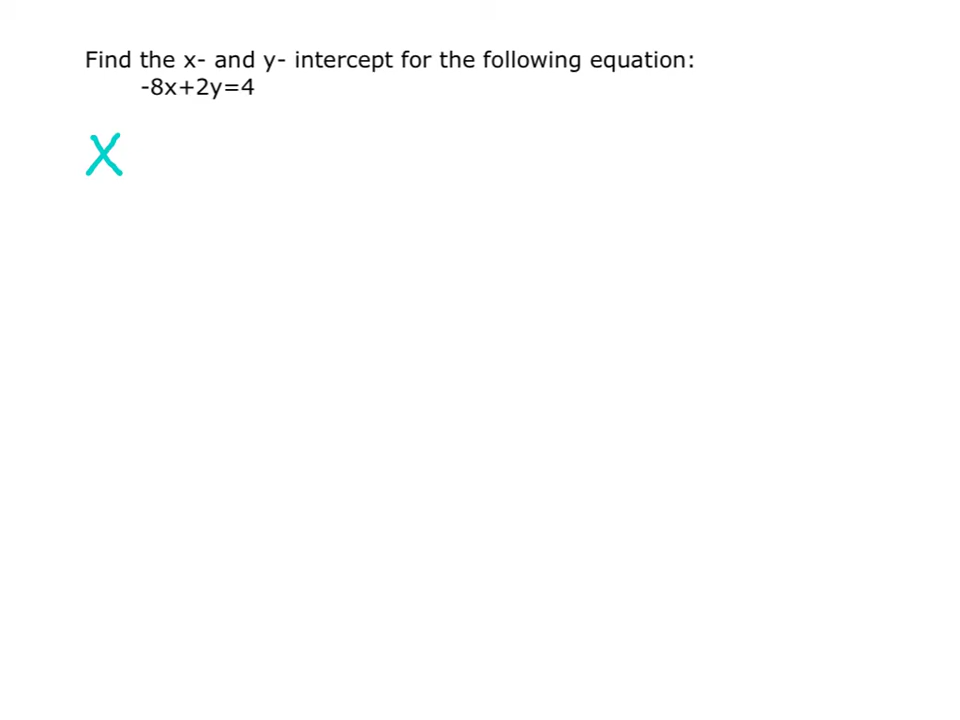 Find the x- and y- intercept for the following equation:
-8x+2y=4
X